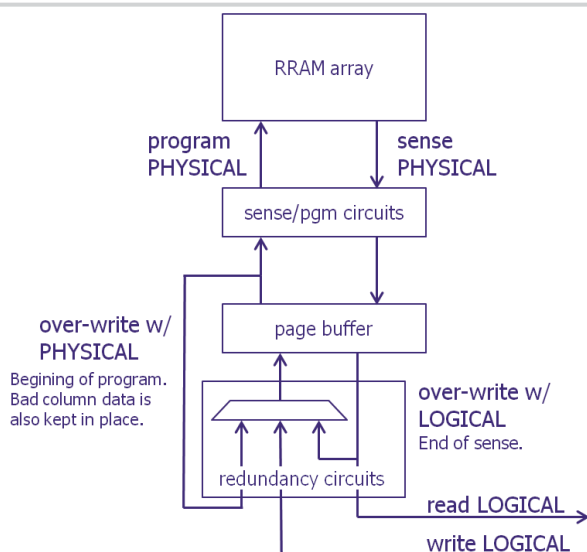 RRAM array
program
PHYSICAL
sense
PHYSICAL
sense/pgm circuits
over-write w/
PHYSICAL
Begining of program.
Bad column data is
also kept in place.
page buffer
over-write w/
LOGICAL
End of sense.
redundancy circuits
read LOGICAL
write LOGICAL